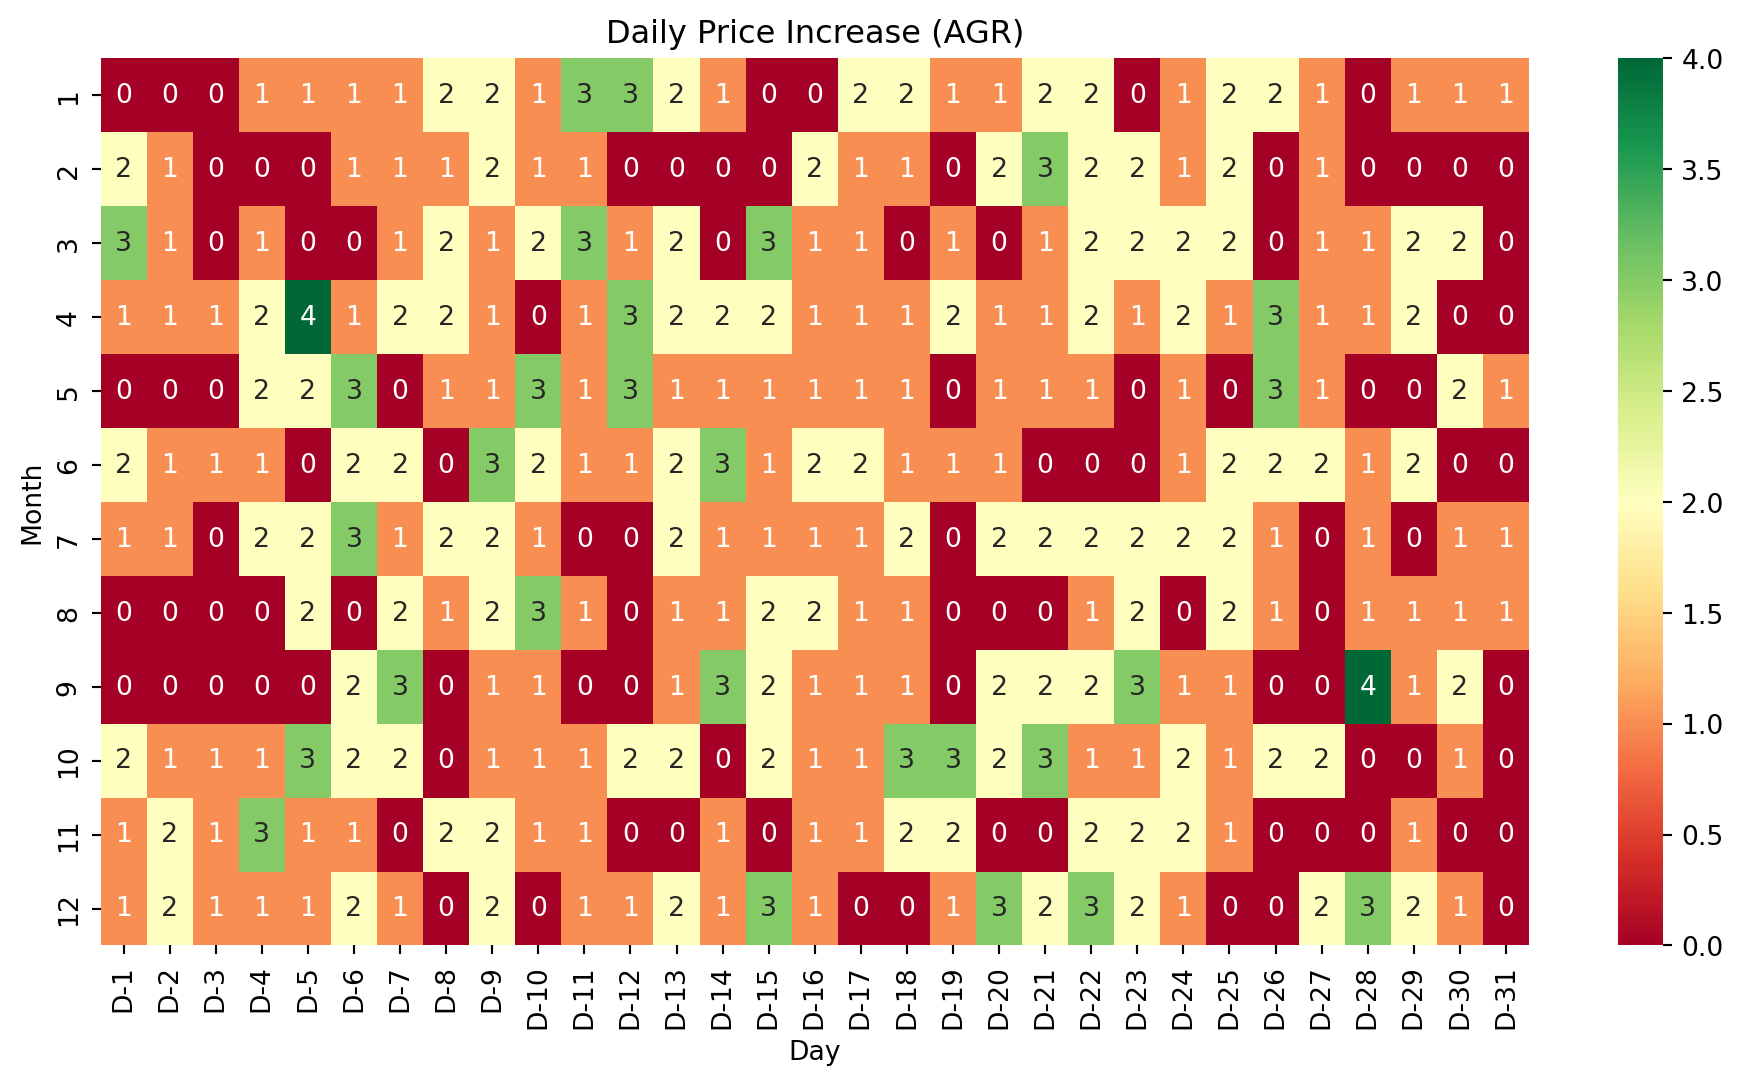 Daily Price Increase (AGR)
1 0 0 0 1 1 1 1 2 2 1 3 3 2 1 0 0 2 2 1 1 2 2 0 1 2 2 1 0 1 1 1
2 2 1 0 0 0 1 1 1 2 1 1 0 0 0 0 2 1 1 0 2 3 2 2 1 2 0 1 0 0 0 0
3 3 1 0 1 0 0 1 2 1 2 3 1 2 0 3 1 1 0 1 0 1 2 2 2 2 0 1 1 2 2 0
4 1 1 1 2 4 1 2 2 1 0 1 3 2 2 2 1 1 1 2 1 1 2 1 2 1 3 1 1 2 0 0
5 0 0 0 2 2 3 0 1 1 3 1 3 1 1 1 1 1 1 0 1 1 1 0 1 0 3 1 0 0 2 1
6 2 1 1 1 0 2 2 0 3 2 1 1 2 3 1 2 2 1 1 1 0 0 0 1 2 2 2 1 2 0 0
7 1 1 0 2 2 3 1 2 2 1 0 0 2 1 1 1 1 2 0 2 2 2 2 2 2 1 0 1 0 1 1
8 0 0 0 0 2 0 2 1 2 3 1 0 1 1 2 2 1 1 0 0 0 1 2 0 2 1 0 1 1 1 1
9 0 0 0 0 0 2 3 0 1 1 0 0 1 3 2 1 1 1 0 2 2 2 3 1 1 0 0 4 1 2 0
10 2 1 1 1 3 2 2 0 1 1 1 2 2 0 2 1 1 3 3 2 3 1 1 2 1 2 2 0 0 1 0
11 1 2 1 3 1 1 0 2 2 1 1 0 0 1 0 1 1 2 2 0 0 2 2 2 1 0 0 0 1 0 0
12 1 2 1 1 1 2 1 0 2 0 1 1 2 1 3 1 0 0 1 3 2 3 2 1 0 0 2 3 2 1 0
Month
D-1 D-2 D-3 D-4 D-5 D-6 D-7 D-8 D-9 D-10 D-11 D-12 D-13 D-14 D-15 D-16 D-17 D-18 D-19 D-20 D-21 D-22 D-23 D-24 D-25 D-26 D-27 D-28 D-29 D-30 D-31
Day
4.0
3.5
3.0
2.5
2.0
1.5
1.0
0.5
0.0